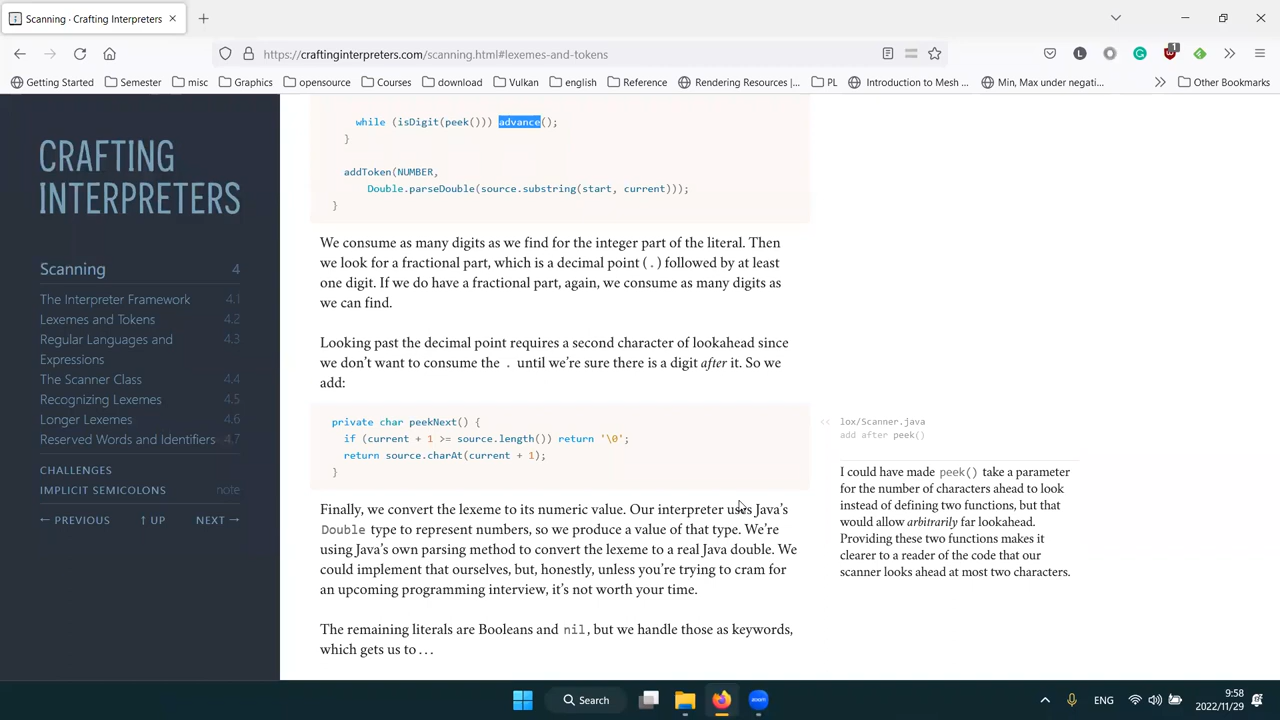 Scanning · Crafting Interpreters
https://craftinginterpreters.com/scanning.html#lexemes-and-tokens
L
G
1
Getting Started
Semester
misc
Graphics
opensource
Courses
download
Vulkan
english
Reference
Rendering Resources |...
PL
Introduction to Mesh ...
Min, Max under negati...
Other Bookmarks
CRAFTING
INTERPRETERS
Scanning 4
The Interpreter Framework 4.1
Lexemes and Tokens 4.2
Regular Languages and 4.3
Expressions
The Scanner Class 4.4
Recognizing Lexemes 4.5
Longer Lexemes 4.6
Reserved Words and Identifiers 4.7
CHALLENGES
IMPLICIT SEMICOLONS note
← PREVIOUS ↑ UP NEXT →
while (isDigit(peek())) advance();
}
addToken(NUMBER,
Double.parseDouble(source.substring(start, current)));
}
We consume as many digits as we find for the integer part of the literal. Then
we look for a fractional part, which is a decimal point (.) followed by at least
one digit. If we do have a fractional part, again, we consume as many digits as
we can find.
Looking past the decimal point requires a second character of lookahead since
we don’t want to consume the . until we’re sure there is a digit after it. So we
add:
private char peekNext() {
if (current + 1 >= source.length()) return '\0';
return source.charAt(current + 1);
}
<< lox/Scanner.java
add after peek()
I could have made peek() take a parameter
for the number of characters ahead to look
instead of defining two functions, but that
would allow arbitrarily far lookahead.
Providing these two functions makes it
clearer to a reader of the code that our
scanner looks ahead at most two characters.
Finally, we convert the lexeme to its numeric value. Our interpreter uses Java’s
Double type to represent numbers, so we produce a value of that type. We’re
using Java’s own parsing method to convert the lexeme to a real Java double. We
could implement that ourselves, but, honestly, unless you’re trying to cram for
an upcoming programming interview, it’s not worth your time.
The remaining literals are Booleans and nil, but we handle those as keywords,
which gets us to . . .
Search
zoom
ENG
9:58
2022/11/29